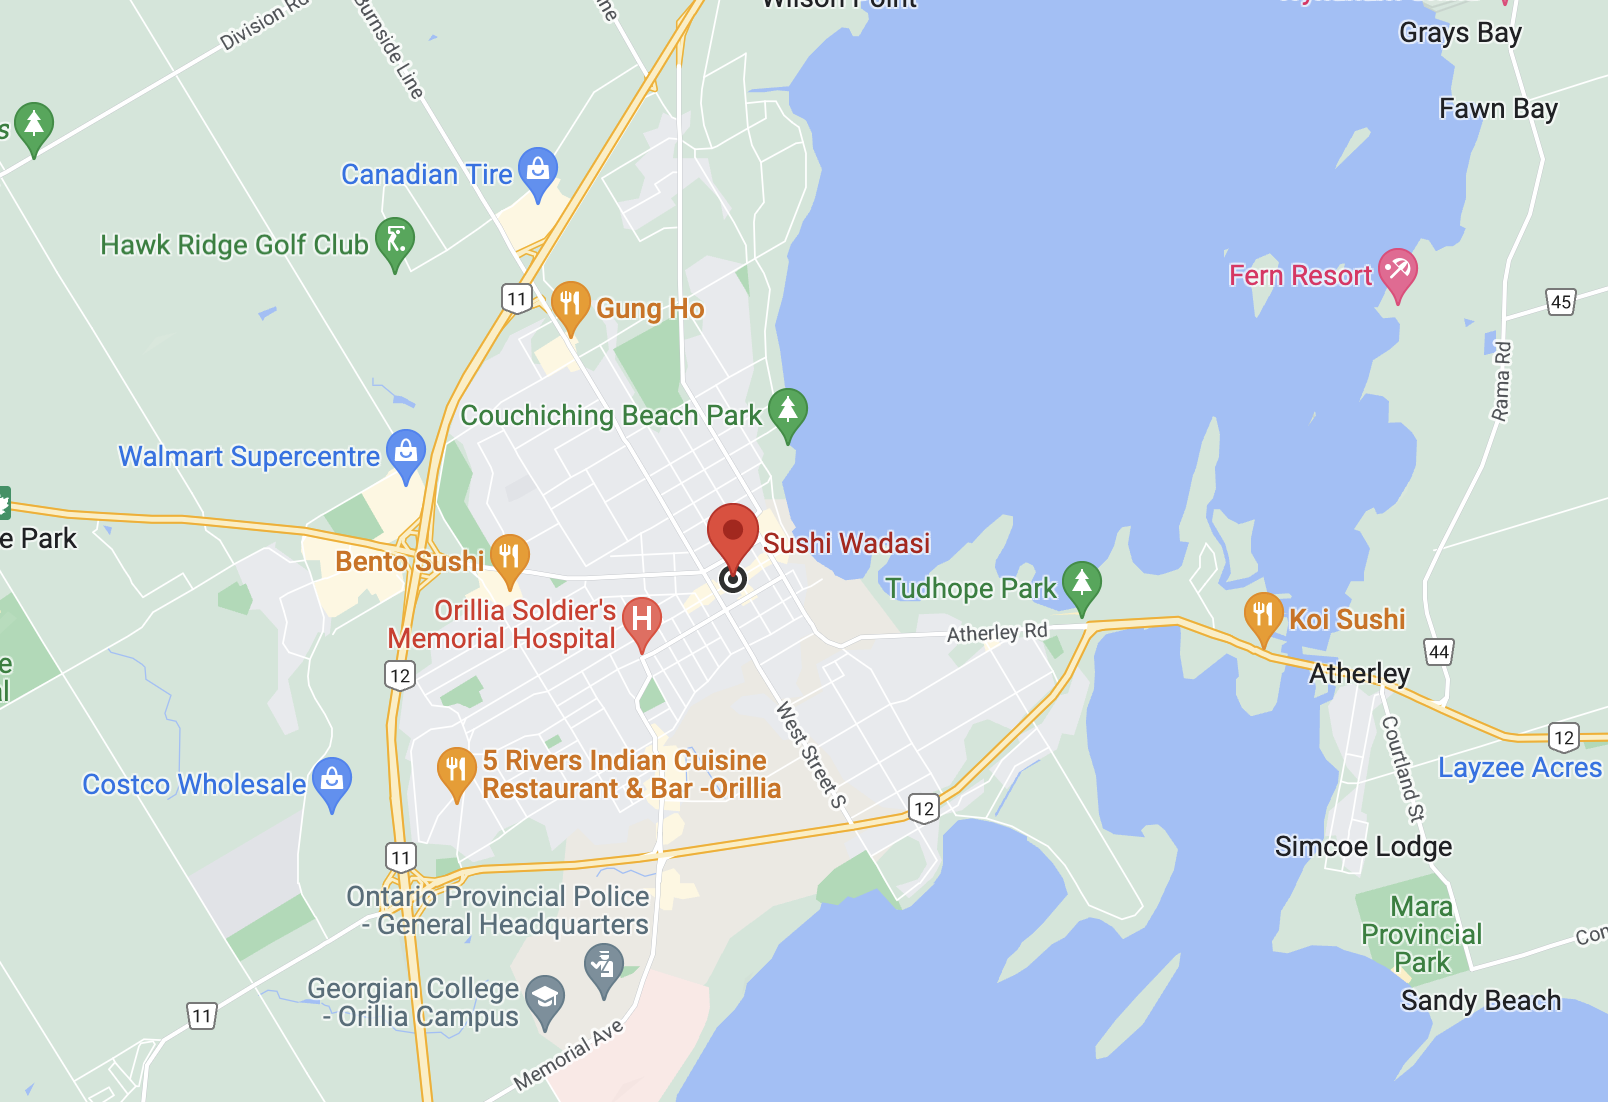 Wilson Point
Grays Bay
Division Rd
Burnside Line
Fawn Bay
s
Canadian Tire
Hawk Ridge Golf Club
Fern Resort
11
Gung Ho
45
Rama Rd
Couchiching Beach Park
Walmart Supercentre
e Park
Sushi Wadasi
Bento Sushi
Tudhope Park
Orillia Soldier's
Memorial Hospital
Koi Sushi
Atherley Rd
44
e
al
12
Atherley
West Street S
Courtland St
12
5 Rivers Indian Cuisine
Restaurant & Bar -Orillia
Layzee Acres
Costco Wholesale
12
Simcoe Lodge
11
Ontario Provincial Police
- General Headquarters
Mara
Provincial
Park
Con
Georgian College
- Orillia Campus
Sandy Beach
11
Memorial Ave